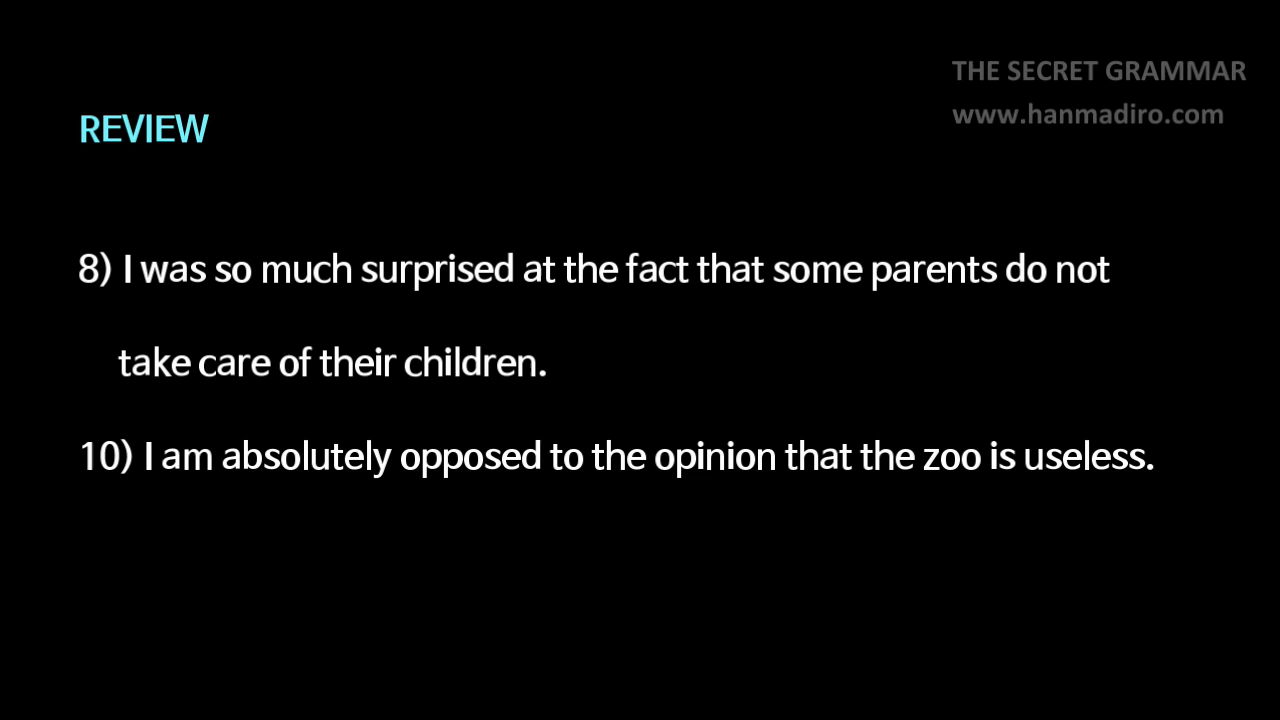 THE SECRET GRAMMAR
www.hanmadiro.com
REVIEW
8) I was so much surprised at the fact that some parents do not
take care of their children.
10) I am absolutely opposed to the opinion that the zoo is useless.